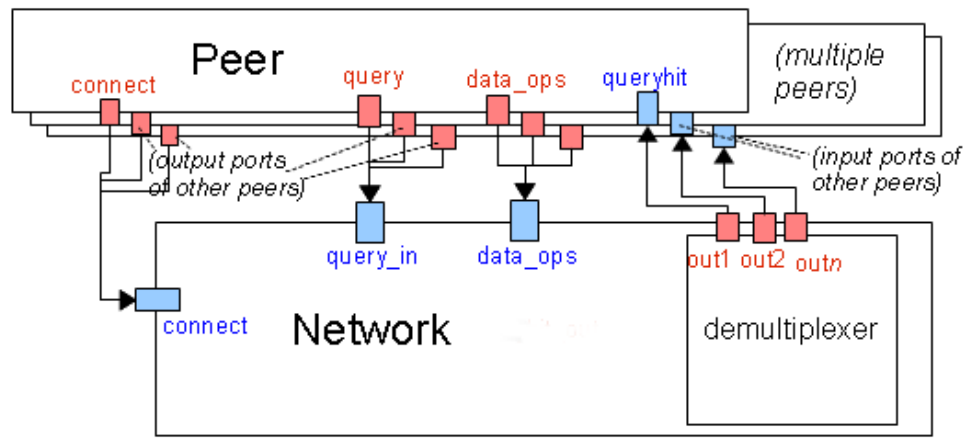 Peer
connect
query
data_ops
queryhit
(multiple
peers)
(output ports
of other peers)
(input ports of
other peers)
query_in
data_ops
out1
out2
outn
connect
Network
demultiplexer